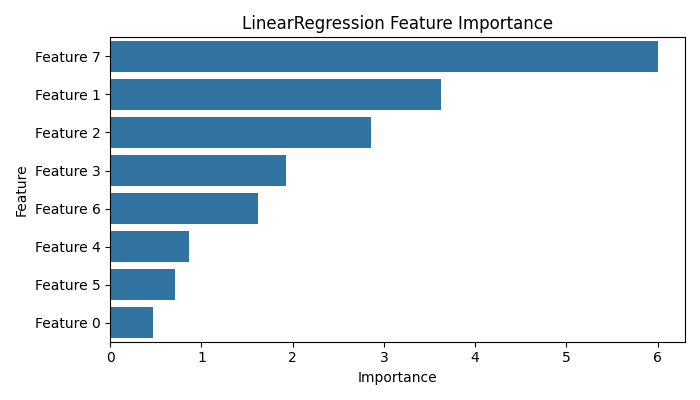 LinearRegression Feature Importance
Feature 7
Feature 1
Feature 2
Feature 3
Feature 6
Feature 4
Feature 5
Feature 0
Feature
0 1 2 3 4 5 6
Importance